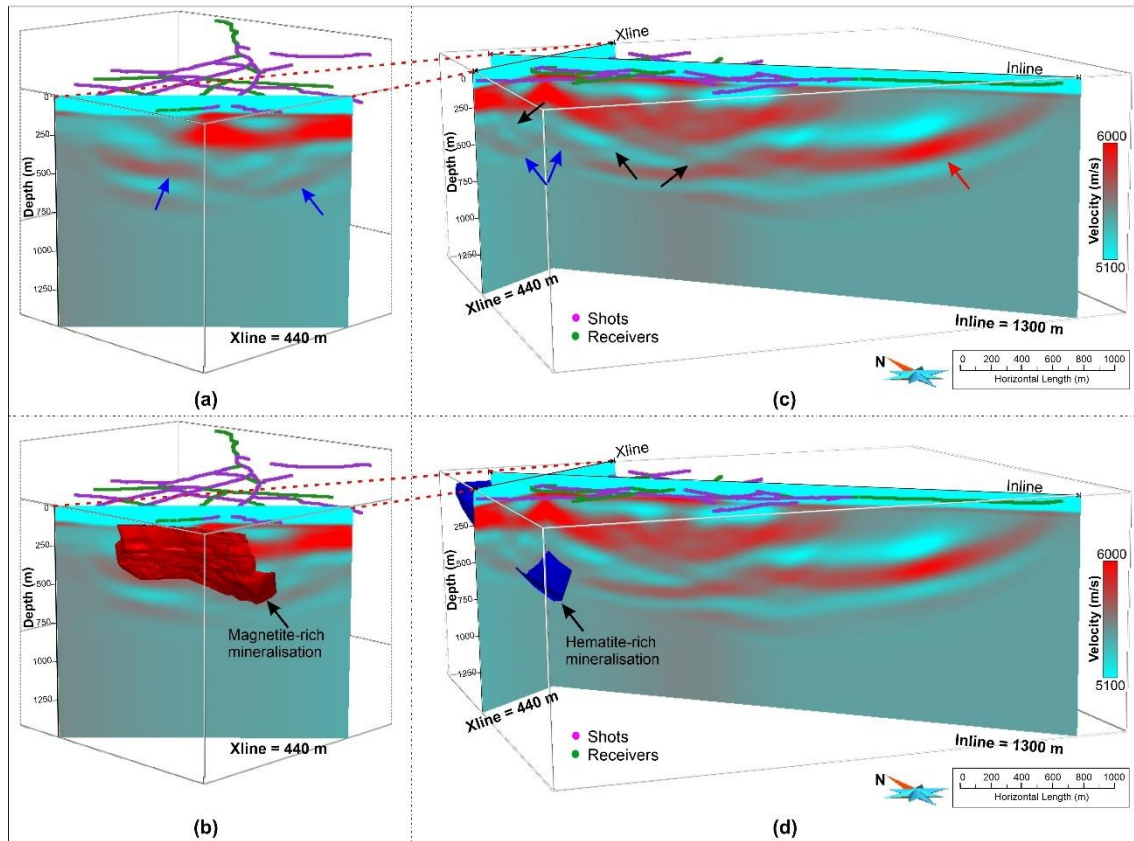 0
250
500
750
1000
1250
Depth (m)
Xline = 440 m
(a)
Xline
Inline
0
250
500
750
1000
1250
Depth (m)
Xline = 440 m
Shots
Receivers
Inline = 1300 m
6000
Velocity (m/s)
5100
N
0 200 400 600 800 1000
Horizontal Length (m)
(c)
0
250
500
750
1000
1250
Depth (m)
Magnetite-rich
mineralisation
Xline = 440 m
(b)
Xline
Inline
0
250
500
750
1000
1250
Depth (m)
Hematite-rich
mineralisation
Xline = 440 m
Shots
Receivers
Inline = 1300 m
6000
Velocity (m/s)
5100
N
0 200 400 600 800 1000
Horizontal Length (m)
(d)